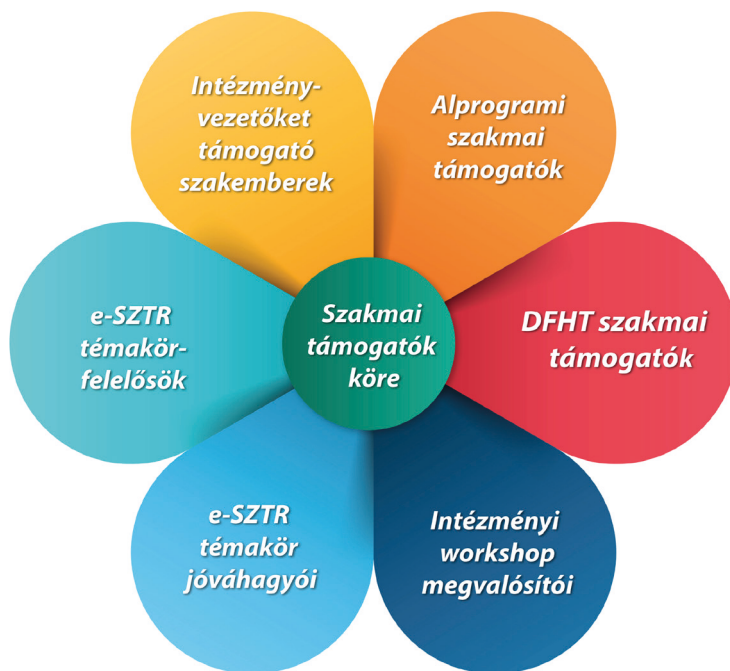 Intézmény-
vezetőket
támogató
szakemberek
Alprogrami
szakmai
támogatók
e-SZTR
témakör-
felelősök
Szakmai
támogatók
köre
DFHT szakmai
támogatók
e-SZTR
témakör
jóváhagyói
Intézményi
workshop
megvalósítói